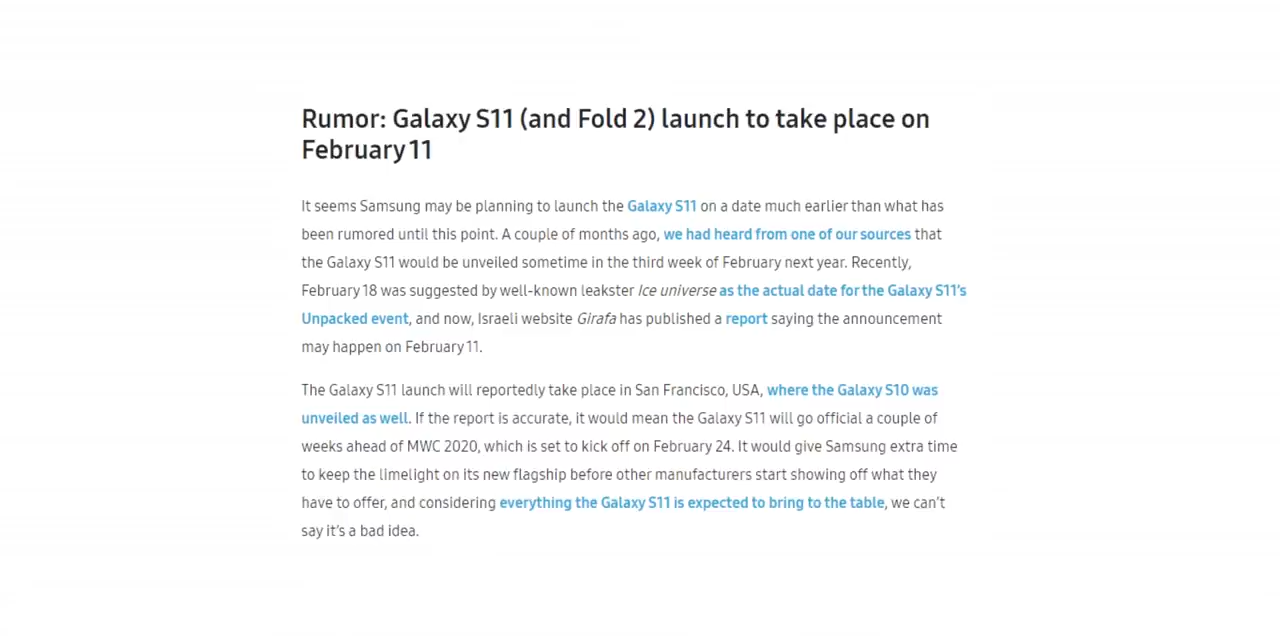 Rumor: Galaxy S11 (and Fold 2) launch to take place on
February 11
It seems Samsung may be planning to launch the Galaxy S11 on a date much earlier than what has
been rumored until this point. A couple of months ago, we had heard from one of our sources that
the Galaxy S11 would be unveiled sometime in the third week of February next year. Recently,
February 18 was suggested by well-known leakster Ice universe as the actual date for the Galaxy S11's
Unpacked event, and now, Israeli website Girafa has published a report saying the announcement
may happen on February 11.
The Galaxy S11 launch will reportedly take place in San Francisco, USA, where the Galaxy S10 was
unveiled as well. If the report is accurate, it would mean the Galaxy S11 will go official a couple of
weeks ahead of MWC 2020, which is set to kick off on February 24. It would give Samsung extra time
to keep the limelight on its new flagship before other manufacturers start showing off what they
have to offer, and considering everything the Galaxy S11 is expected to bring to the table, we can't
say it's a bad idea.